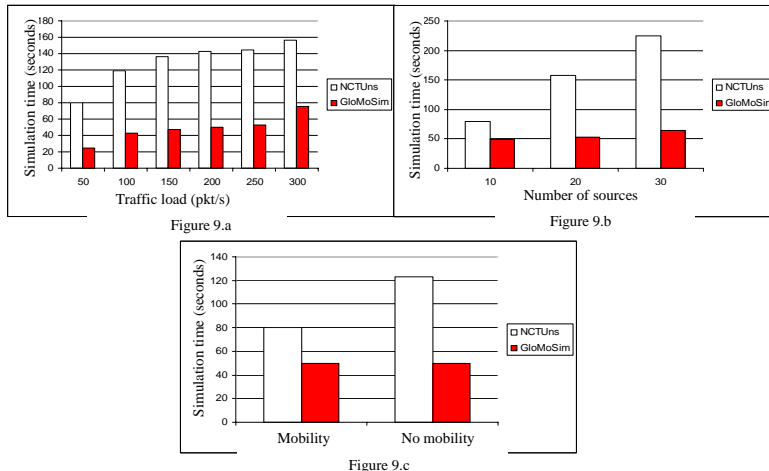 180
160
140
120
100
80
60
40
20
0
Simulation time (seconds)
50 100 150 200 250 300
Traffic load (pkt/s)
NCTUns
GloMoSim
Figure 9.a
250
200
150
100
50
0
Simulation time (seconds)
10 20 30
Number of sources
NCTUns
GloMoSim
Figure 9.b
140
120
100
80
60
40
20
0
Simulation time (seconds)
Mobility No mobility
NCTUns
GloMoSim
Figure 9.c